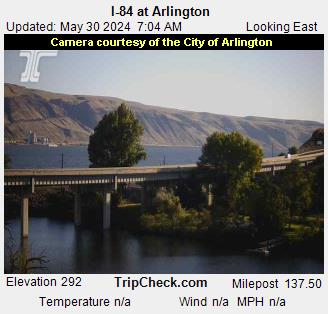 I-84 at Arlington
Updated: May 30 2024 7:04 AM Looking East
Camera courtesy of the City of Arlington
Elevation 292 TripCheck.com Milepost 137.50
Temperature n/a Wind n/a MPH n/a